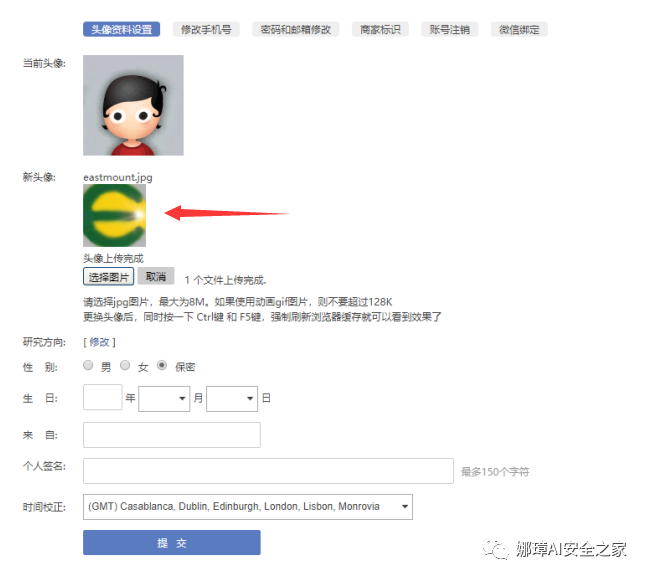 头像资料设置 修改手机号 密码和邮箱修改 商家标识 账号注销 微信绑定
当前头像:
新头像: eastmount.jpg
头像上传完成
选择图片 取消 1 个文件上传完成.
请选择jpg图片，最大为8M。如果使用动画gif图片，则不要超过128K
更换头像后，同时按一下 Ctrl键 和 F5键，强制刷新浏览器缓存就可以看到效果了
研究方向: [ 修改 ]
性 别: 男 女 保密
生 日: 年 月 日
来 自:
个人签名: 最多150个字符
时间校正: (GMT) Casablanca, Dublin, Edinburgh, London, Lisbon, Monrovia
提 交
娜璋AI安全之家